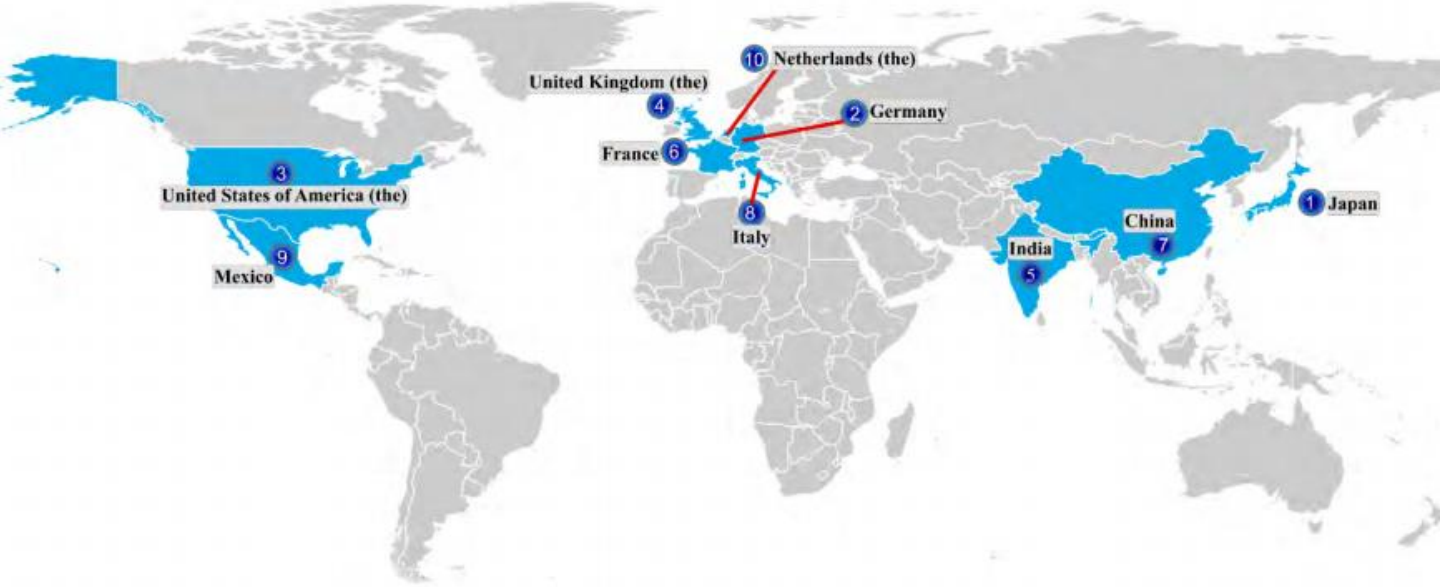 10 Netherlands (the)
United Kingdom (the)
4
2 Germany
France 6
3
United States of America (the)
8
Italy
1 Japan
China
7
India
5
9
Mexico